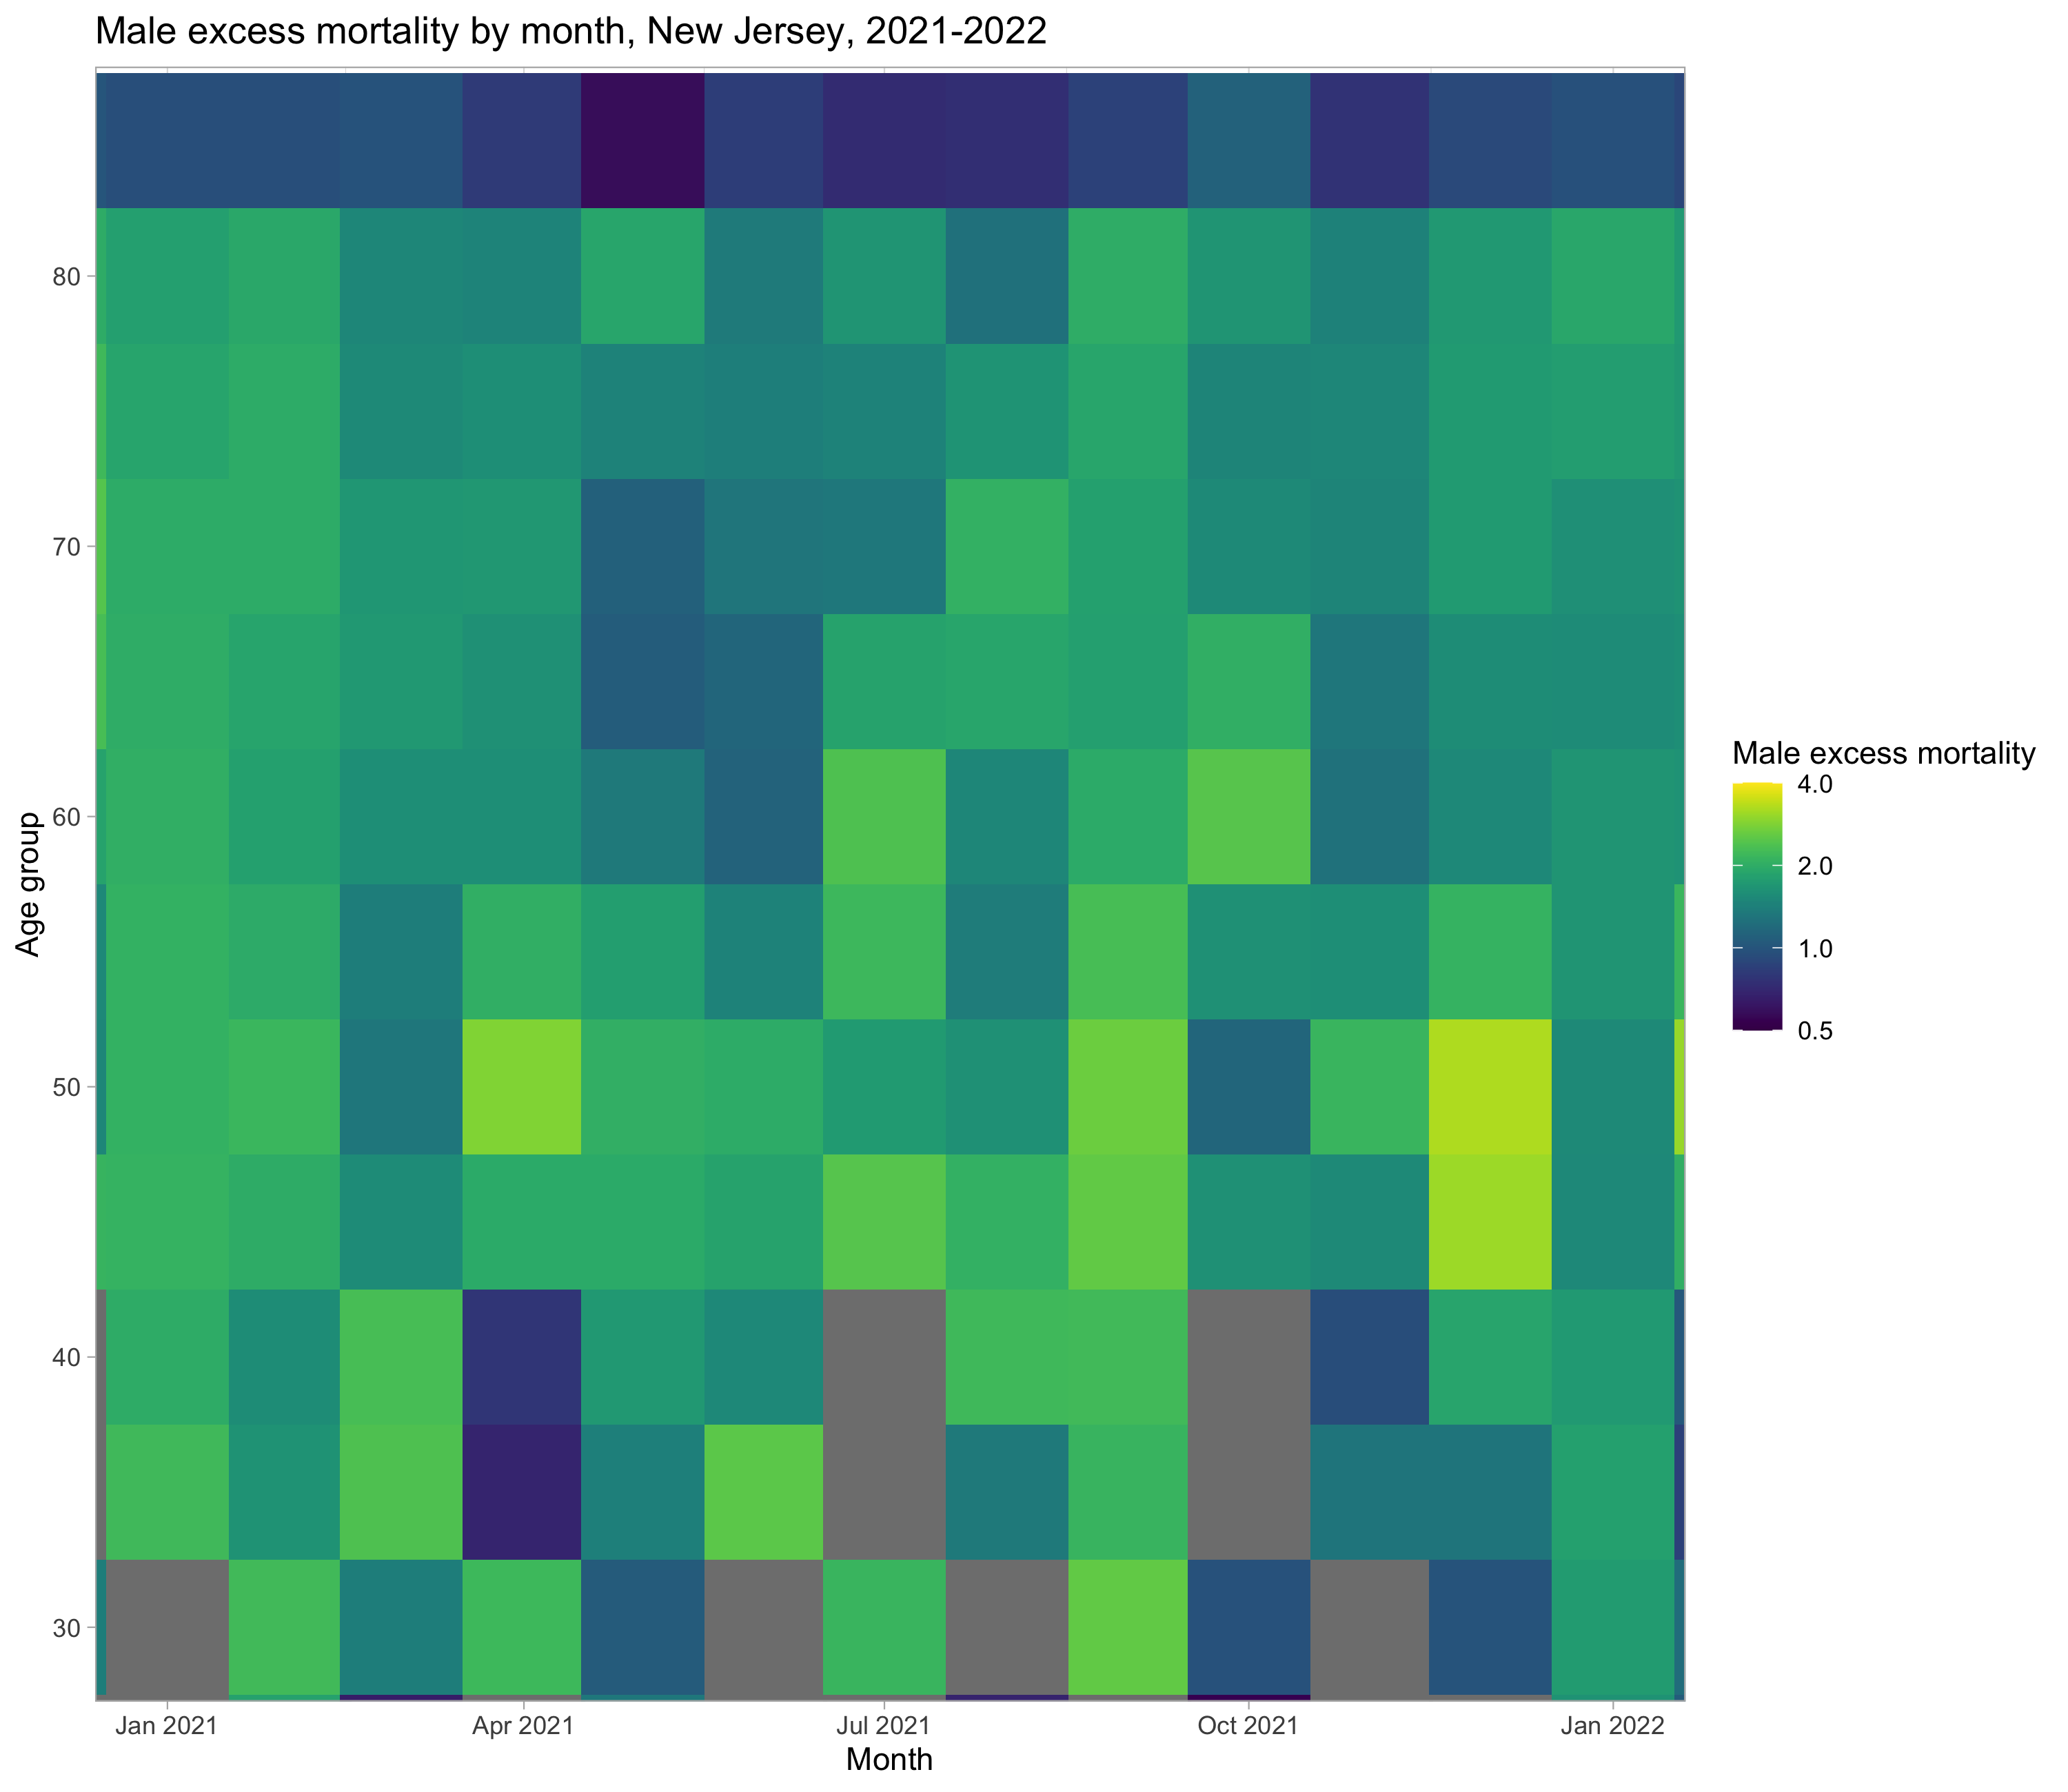 Male excess mortality by month, New Jersey, 2021-2022
80
70
60
50
40
30
Age group
Jan 2021 Apr 2021 Jul 2021 Oct 2021 Jan 2022
Month
Male excess mortality
4.0
2.0
1.0
0.5